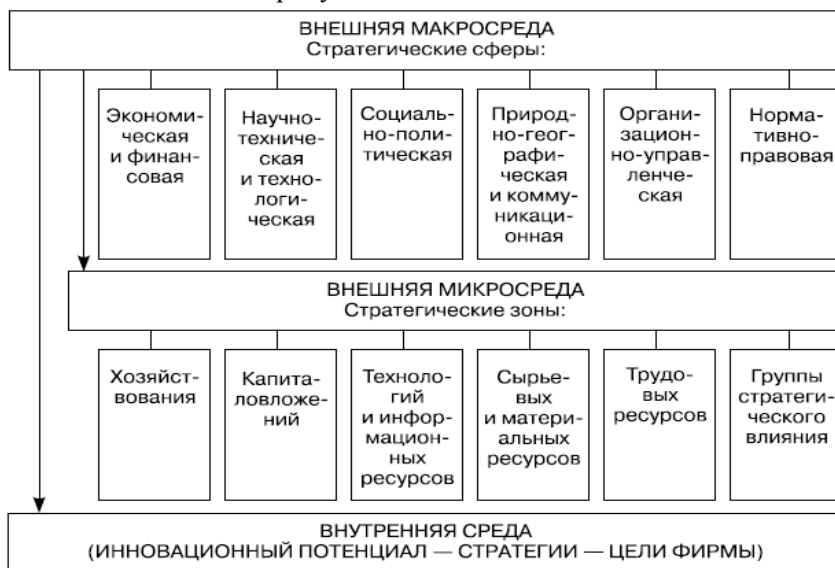 ВНЕШНЯЯ МАКРОСРЕДА
Стратегические сферы:
Экономи-
ческая
и финан-
совая
Научно-
техниче-
ская
и техно-
логи-
ческая
Социаль-
но-поли-
тическая
Природ-
но-геог-
рафи-
ческая
и комму-
никаци-
онная
Органи-
зационно-
но-управ-
ленче-
ская
Норма-
тивно-
правовая
ВНЕШНЯЯ МИКРОСРЕДА
Стратегические зоны:
Хозяйст-
вования
Капита-
ловложений
Техноло-
гий
и инфор-
мацион-
ных
ресурсов
Сырье-
вых
и матери-
альных
ресурсов
Трудо-
вых
ресурсов
Группы
стратеги-
ческого
влияния
ВНУТРЕННЯЯ СРЕДА
(ИННОВАЦИОННЫЙ ПОТЕНЦИАЛ — СТРАТЕГИИ — ЦЕЛИ ФИРМЫ)